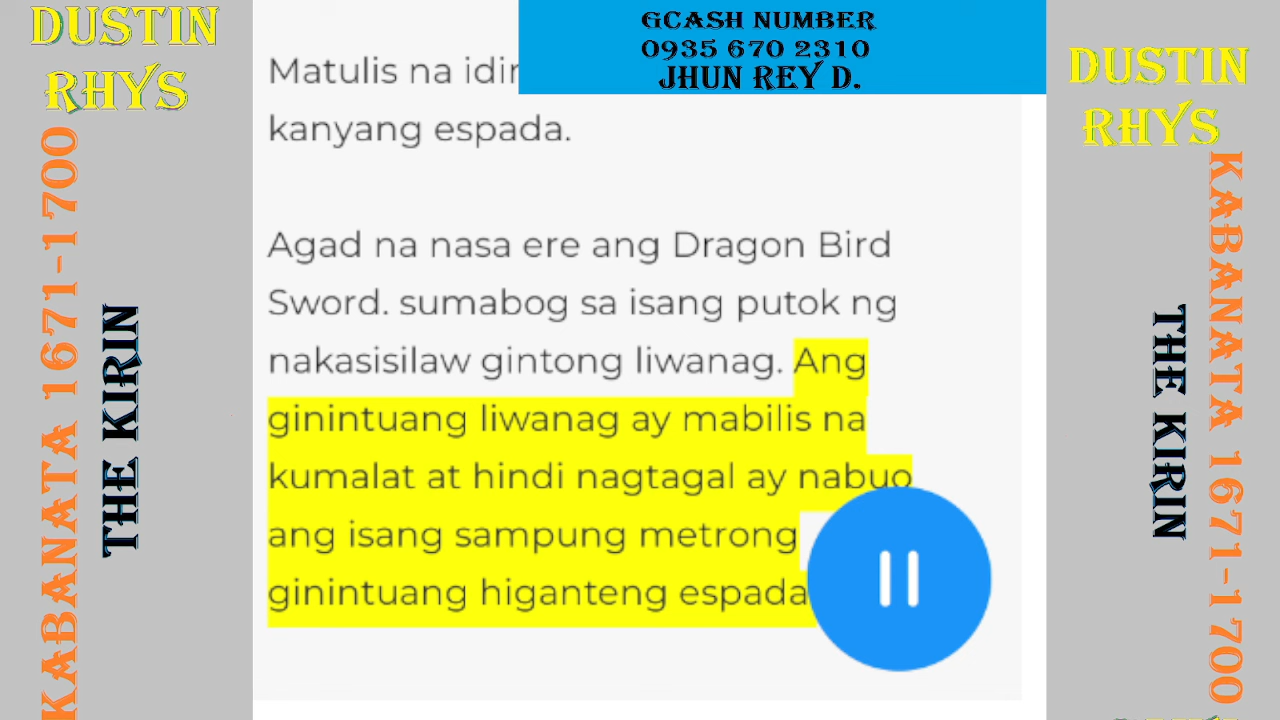 DUSTIN
RHYS
KABANATA 1671-1700
THE KIRIN
GCASH NUMBER
0935 670 2310
JHUN REY D.
Matulis na
kanyang espada.
Agad na nasa ere ang Dragon Bird
Sword. sumabog sa isang putok ng
nakasisilaw gintong liwanag. Ang
ginintuang liwanag ay mabilis na
kumalat at hindi nagtagal ay nabuo
ang isang sampung metrong
ginintuang higanteng espada
DUSTIN
RHYS
KABANATA 1671-1700
THE KIRIN